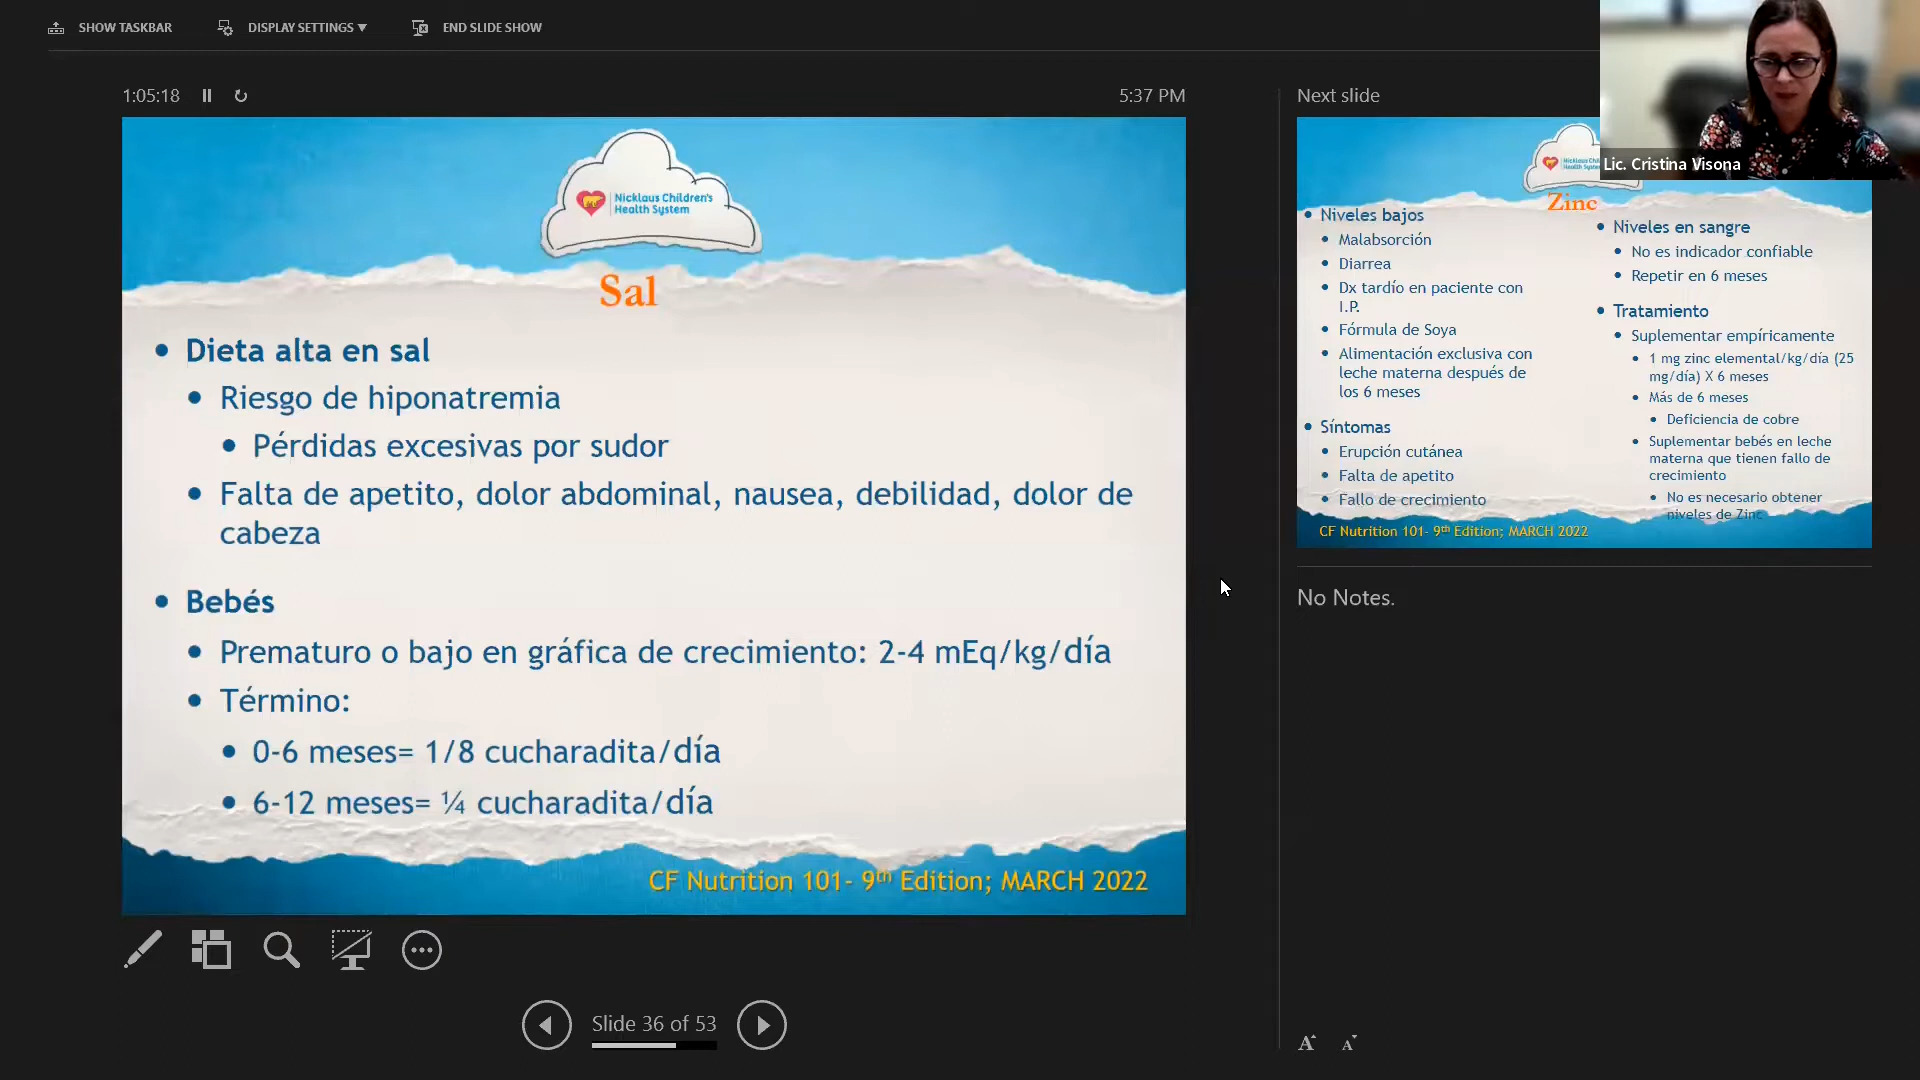 SHOW TASKBAR
DISPLAY SETTINGS ▾
END SLIDE SHOW
1:05:18
5:37 PM
Nicklaus Children's
Health System
Sal
• Dieta alta en sal
• Riesgo de hiponatremia
• Pérdidas excesivas por sudor
• Falta de apetito, dolor abdominal, nausea, debilidad, dolor de
cabeza
• Bebés
• Prematuro o bajo en gráfica de crecimiento: 2-4 mEq/kg/día
• Término:
• 0-6 meses= 1/8 cucharadita/día
• 6-12 meses= ¼ cucharadita/día
CF Nutrition 101- 9th Edition; MARCH 2022
Slide 36 of 53
Next slide
Lic. Cristina Visona
Zinc
• Niveles bajos
• Malabsorción
• Diarrea
• Dx tardío en paciente con
I.P.
• Fórmula de Soya
• Alimentación exclusiva con
leche materna después de
los 6 meses
• Síntomas
• Erupción cutánea
• Falta de apetito
• Fallo de crecimiento
• Niveles en sangre
• No es indicador confiable
• Repetir en 6 meses
• Tratamiento
• Suplementar empíricamente
• 1 mg zinc elemental/kg/día (25
mg/día) X 6 meses
• Más de 6 meses
• Deficiencia de cobre
• Suplementar bebés en leche
materna que tienen fallo de
crecimiento
• No es necesario obtener
niveles de Zinc
CF Nutrition 101- 9th Edition; MARCH 2022
No Notes.
A A